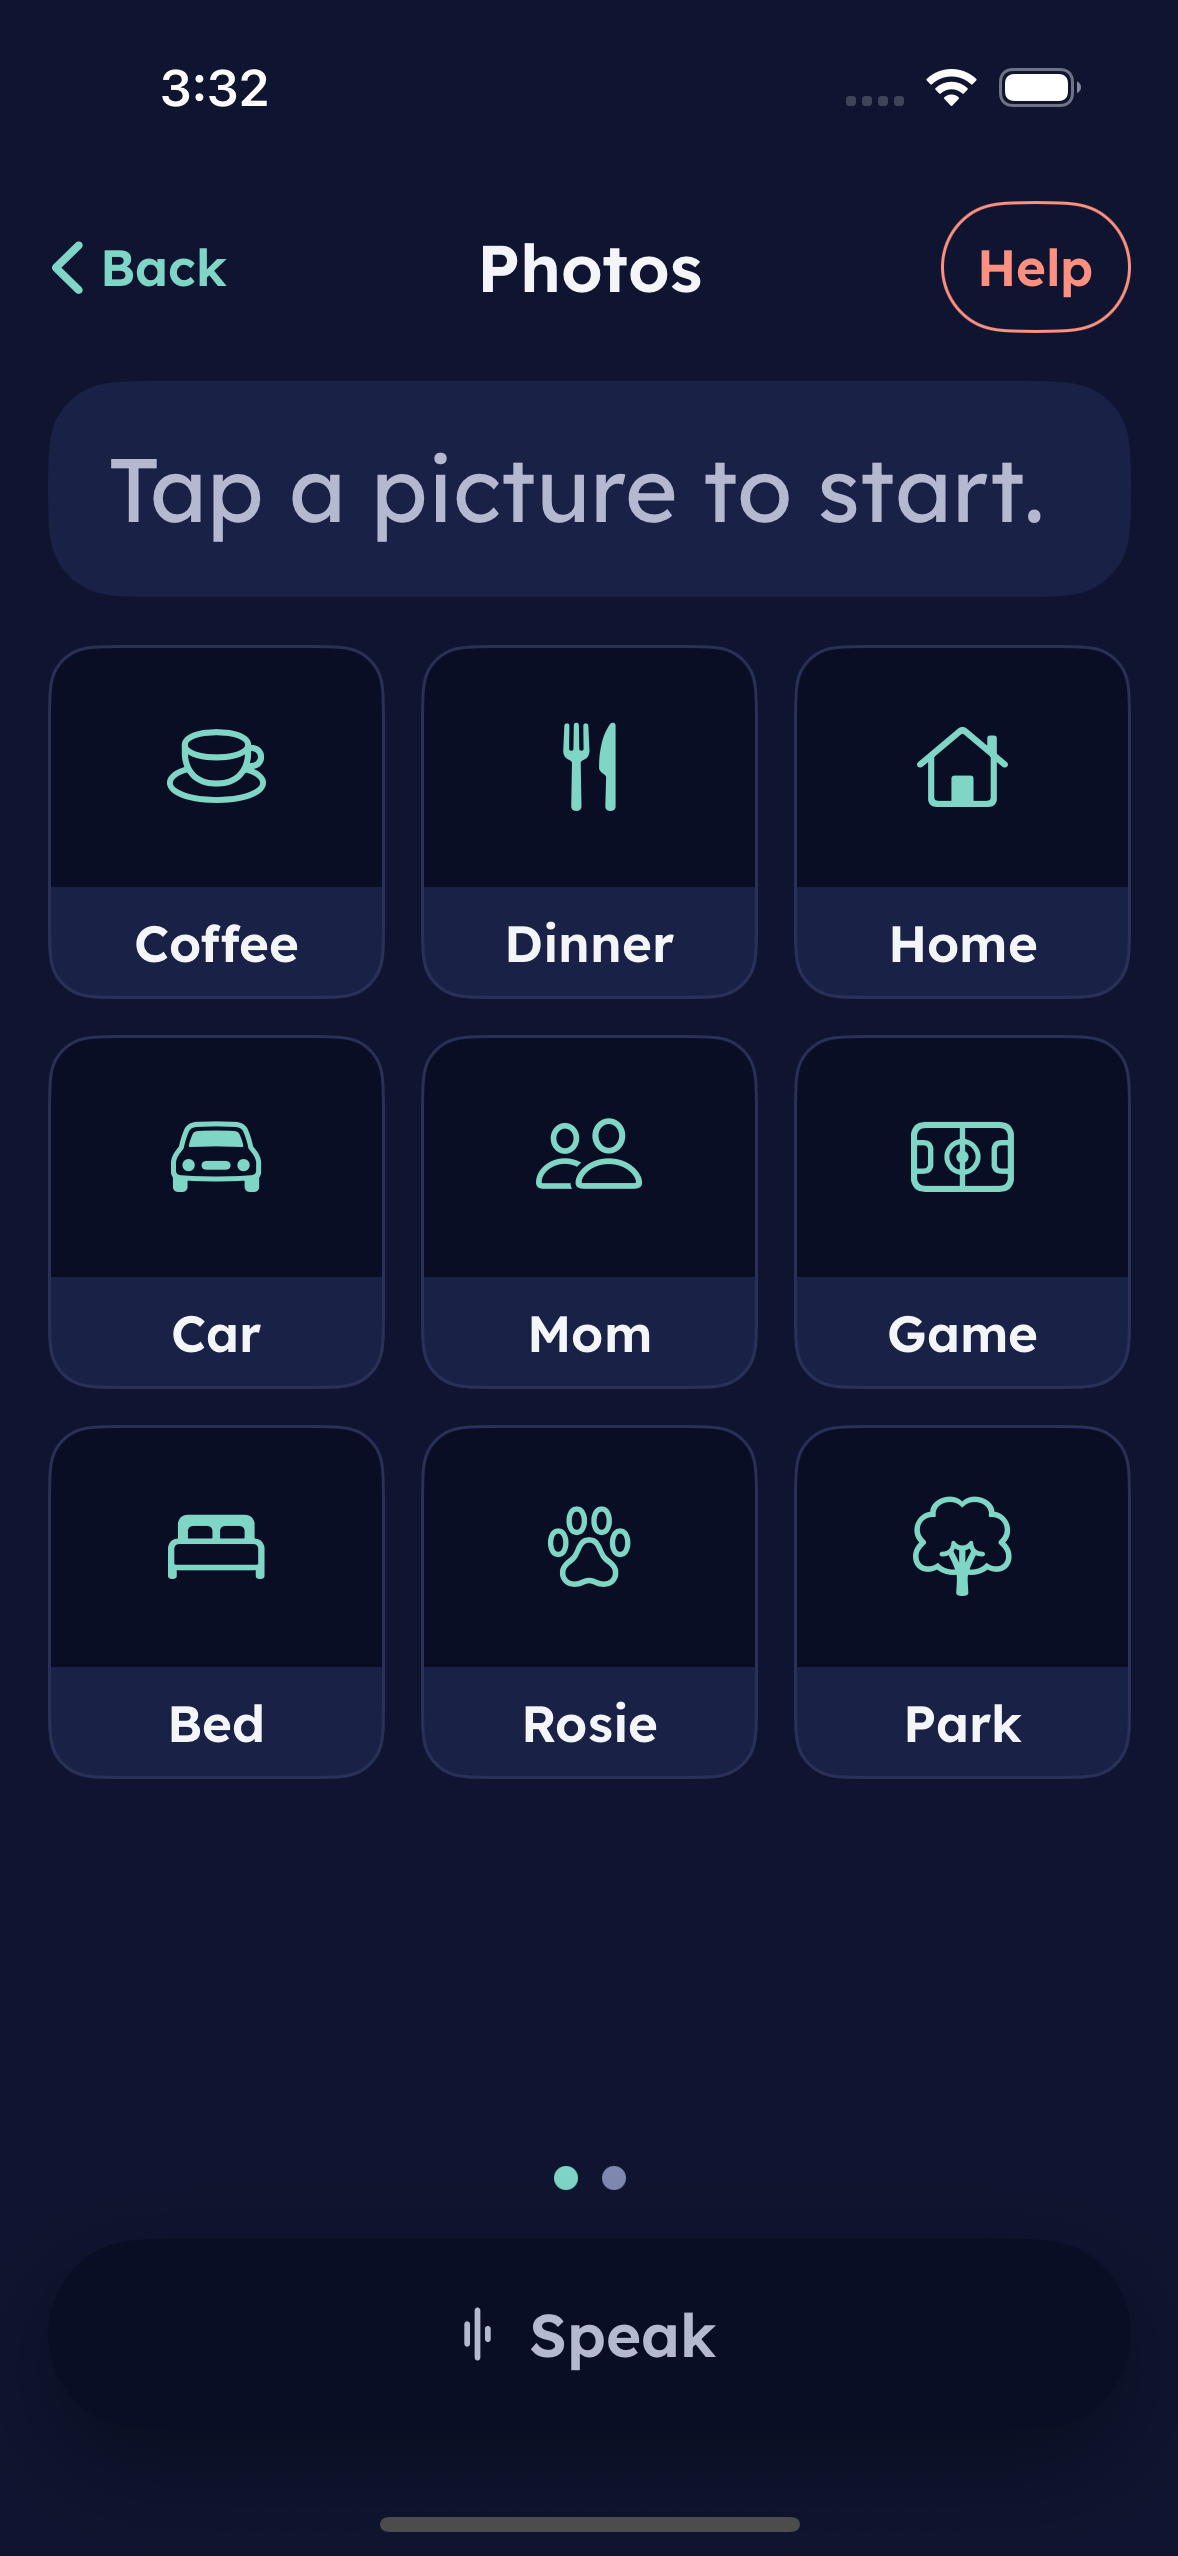 3:32
Back
Photos
Help
Tap a picture to start.
Coffee
Dinner
Home
Car
Mom
Game
Bed
Rosie
Park
Speak